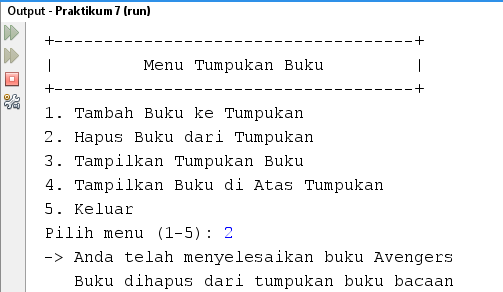 Output - Praktikum 7 (run)
+------------------------------------+
|         Menu Tumpukan Buku         |
+------------------------------------+
1. Tambah Buku ke Tumpukan
2. Hapus Buku dari Tumpukan
3. Tampilkan Tumpukan Buku
4. Tampilkan Buku di Atas Tumpukan
5. Keluar
Pilih menu (1-5): 2
-> Anda telah menyelesaikan buku Avengers
   Buku dihapus dari tumpukan buku bacaan